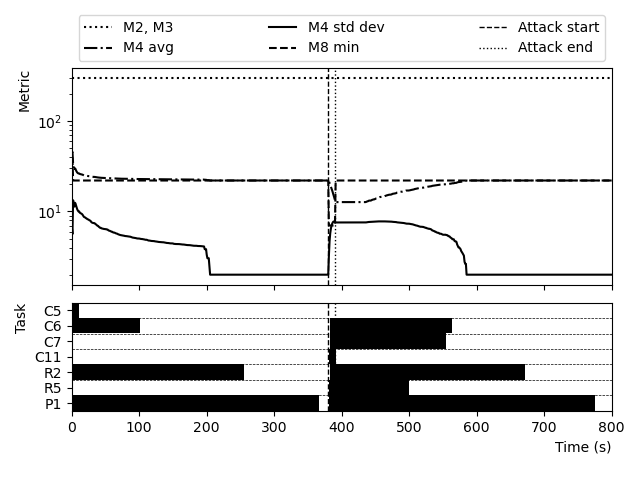 M2, M3 M4 std dev Attack start
M4 avg M8 min Attack end
Metric
10²
10¹
Task
C5
C6
C7
C11
R2
R5
P1
0 100 200 300 400 500 600 700 800
Time (s)